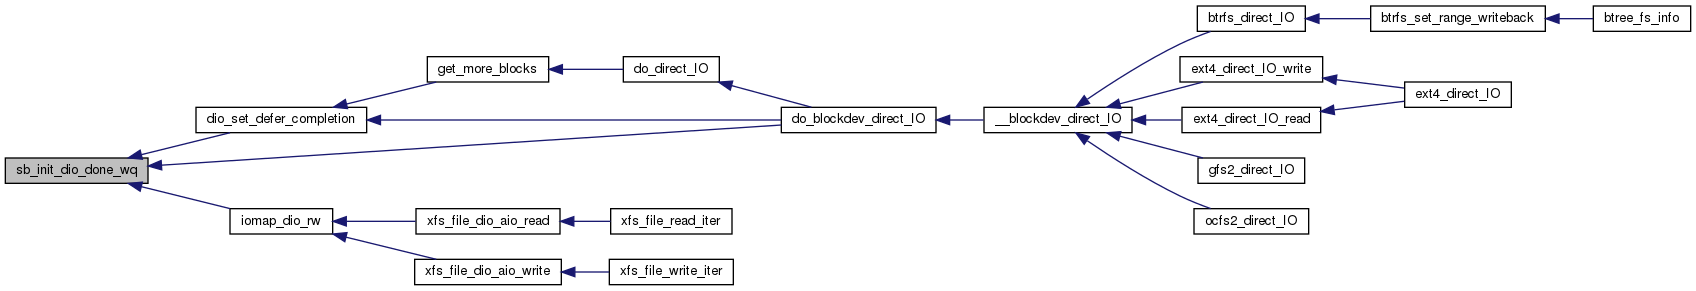 btrfs_direct_IO
btrfs_set_range_writeback
btree_fs_info
get_more_blocks
do_direct_IO
ext4_direct_IO_write
ext4_direct_IO
dio_set_defer_completion
do_blockdev_direct_IO
__blockdev_direct_IO
ext4_direct_IO_read
sb_init_dio_done_wq
gfs2_direct_IO
iomap_dio_rw
xfs_file_dio_aio_read
xfs_file_read_iter
ocfs2_direct_IO
xfs_file_dio_aio_write
xfs_file_write_iter